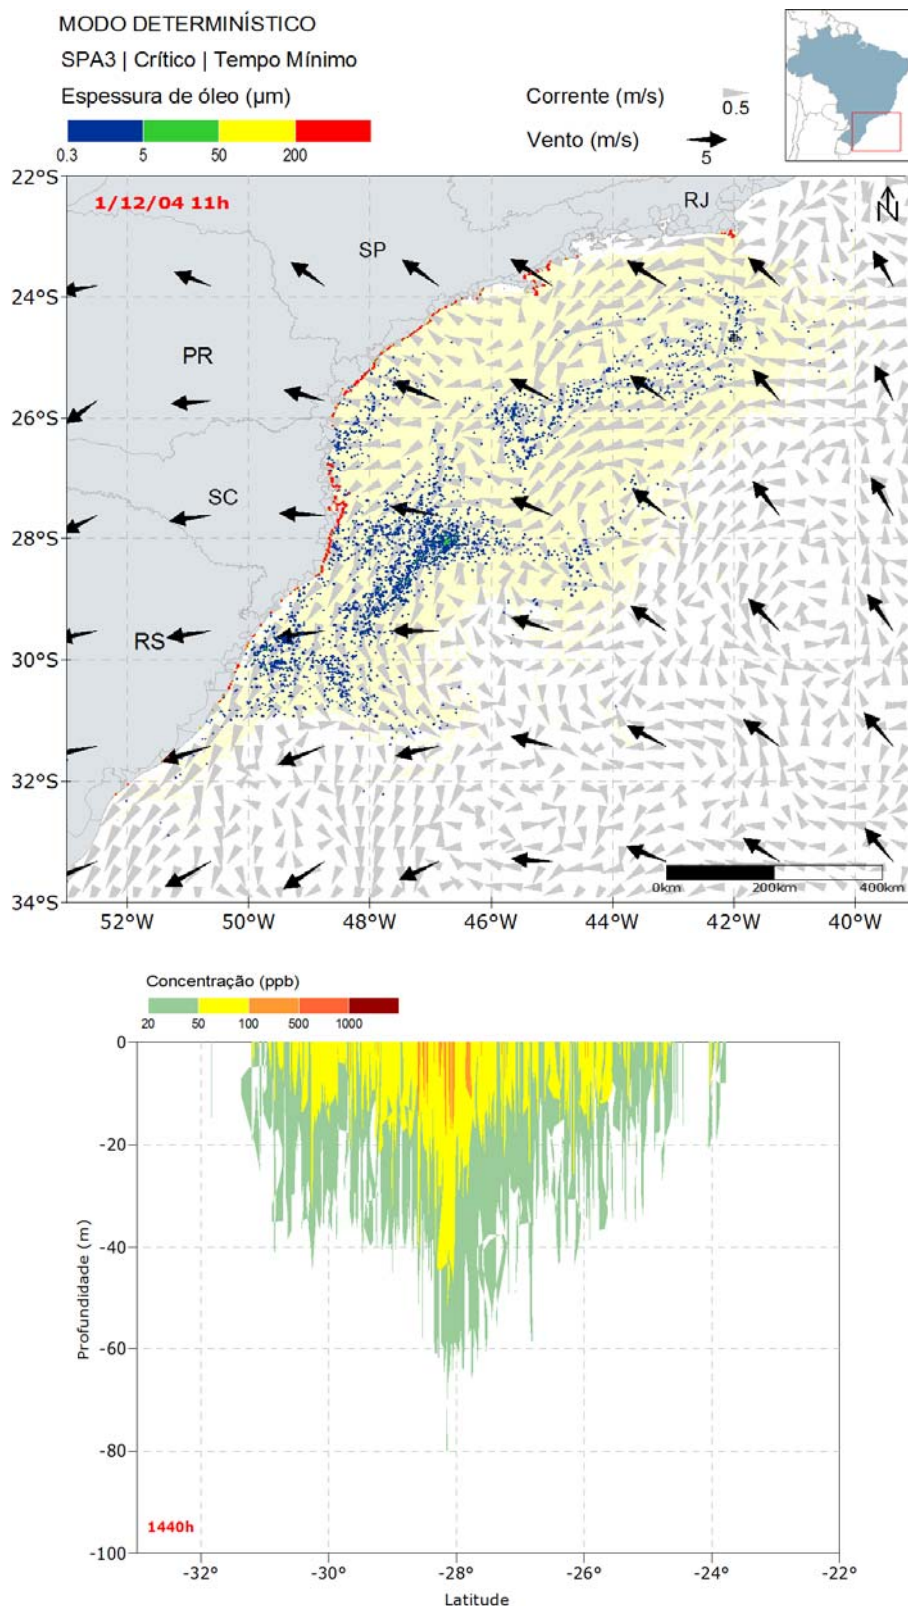 MODO DETERMINÍSTICO
SPA3 | Crítico | Tempo Mínimo
Espessura de óleo (µm)
0.3 5 50 200
Corrente (m/s) 0.5
Vento (m/s) 5
22°S
24°S
26°S
28°S
30°S
32°S
34°S
1/12/04 11h
RJ
N
SP
PR
SC
RS
0km 200km 400km
52°W 50°W 48°W 46°W 44°W 42°W 40°W
Concentração (ppb)
20 50 100 500 1000
0
-20
-40
-60
-80
-100
Profundidade (m)
1440h
-32° -30° -28° -26° -24° -22°
Latitude